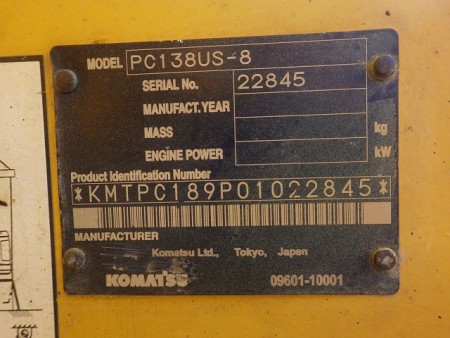 MODEL PC138US-8
SERIAL No. 22845
MANUFACT.YEAR
MASS kg
ENGINE POWER kW
Product Identification Number
*KMTPC189P01022845*
MANUFACTURER
Komatsu Ltd., Tokyo, Japan
KOMATSU 09601-10001